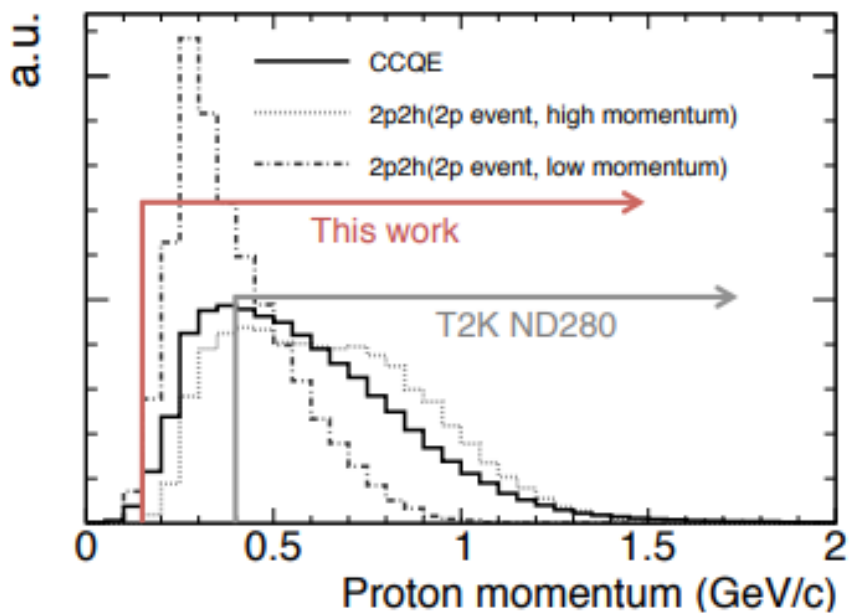 a.u.
CCQE
2p2h(2p event, high momentum)
2p2h(2p event, low momentum)
This work
T2K ND280
0 0.5 1 1.5 2
Proton momentum (GeV/c)